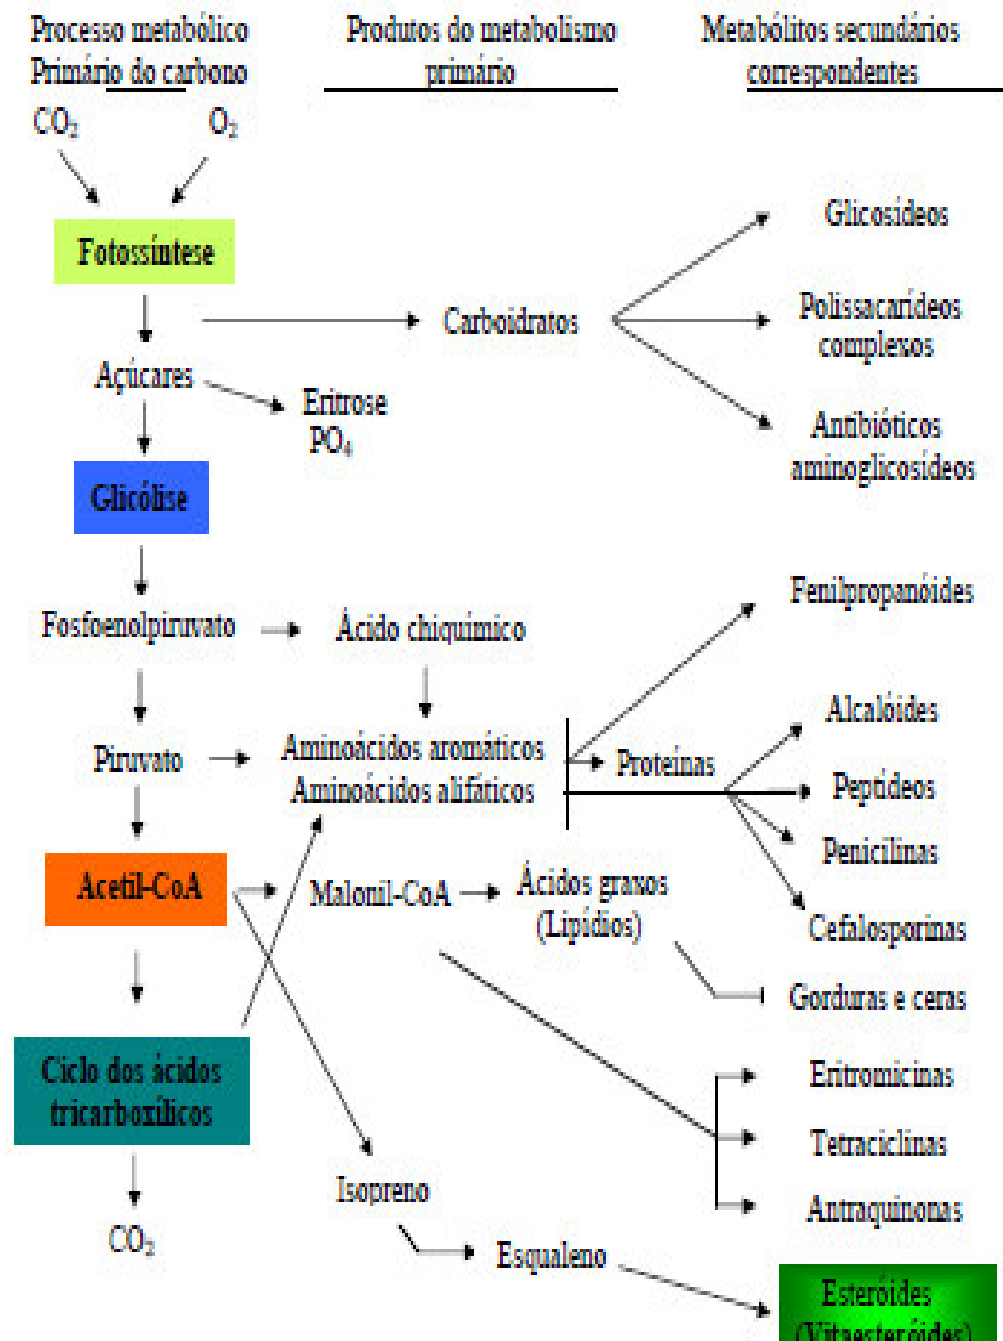 Processo metabólico
Primário do carbono
Produtos do metabolismo
primário
Metabólitos secundários
correspondentes
CO₂
O₂
Fotossíntese
Glicosídeos
Carboidratos
Polissacarídeos
complexos
Açúcares
Eritrose
PO₄
Antibióticos
aminoglicosídeos
Glicólise
Fenilpropanóides
Fosfoenolpiruvato
Ácido chiquímico
Alcalóides
Piruvato
Aminoácidos aromáticos
Aminoácidos alifáticos
Proteínas
Peptídeos
Penicilinas
Acetil-CoA
Malonil-CoA
Ácidos graxos
(Lipídios)
Cefalosporinas
Gorduras e ceras
Ciclo dos ácidos
tricarboxílicos
Eritromicinas
Tetraciclinas
Isopreno
Antraquinonas
CO₂
Esqualeno
Esteróides
(Vitaesteróides)